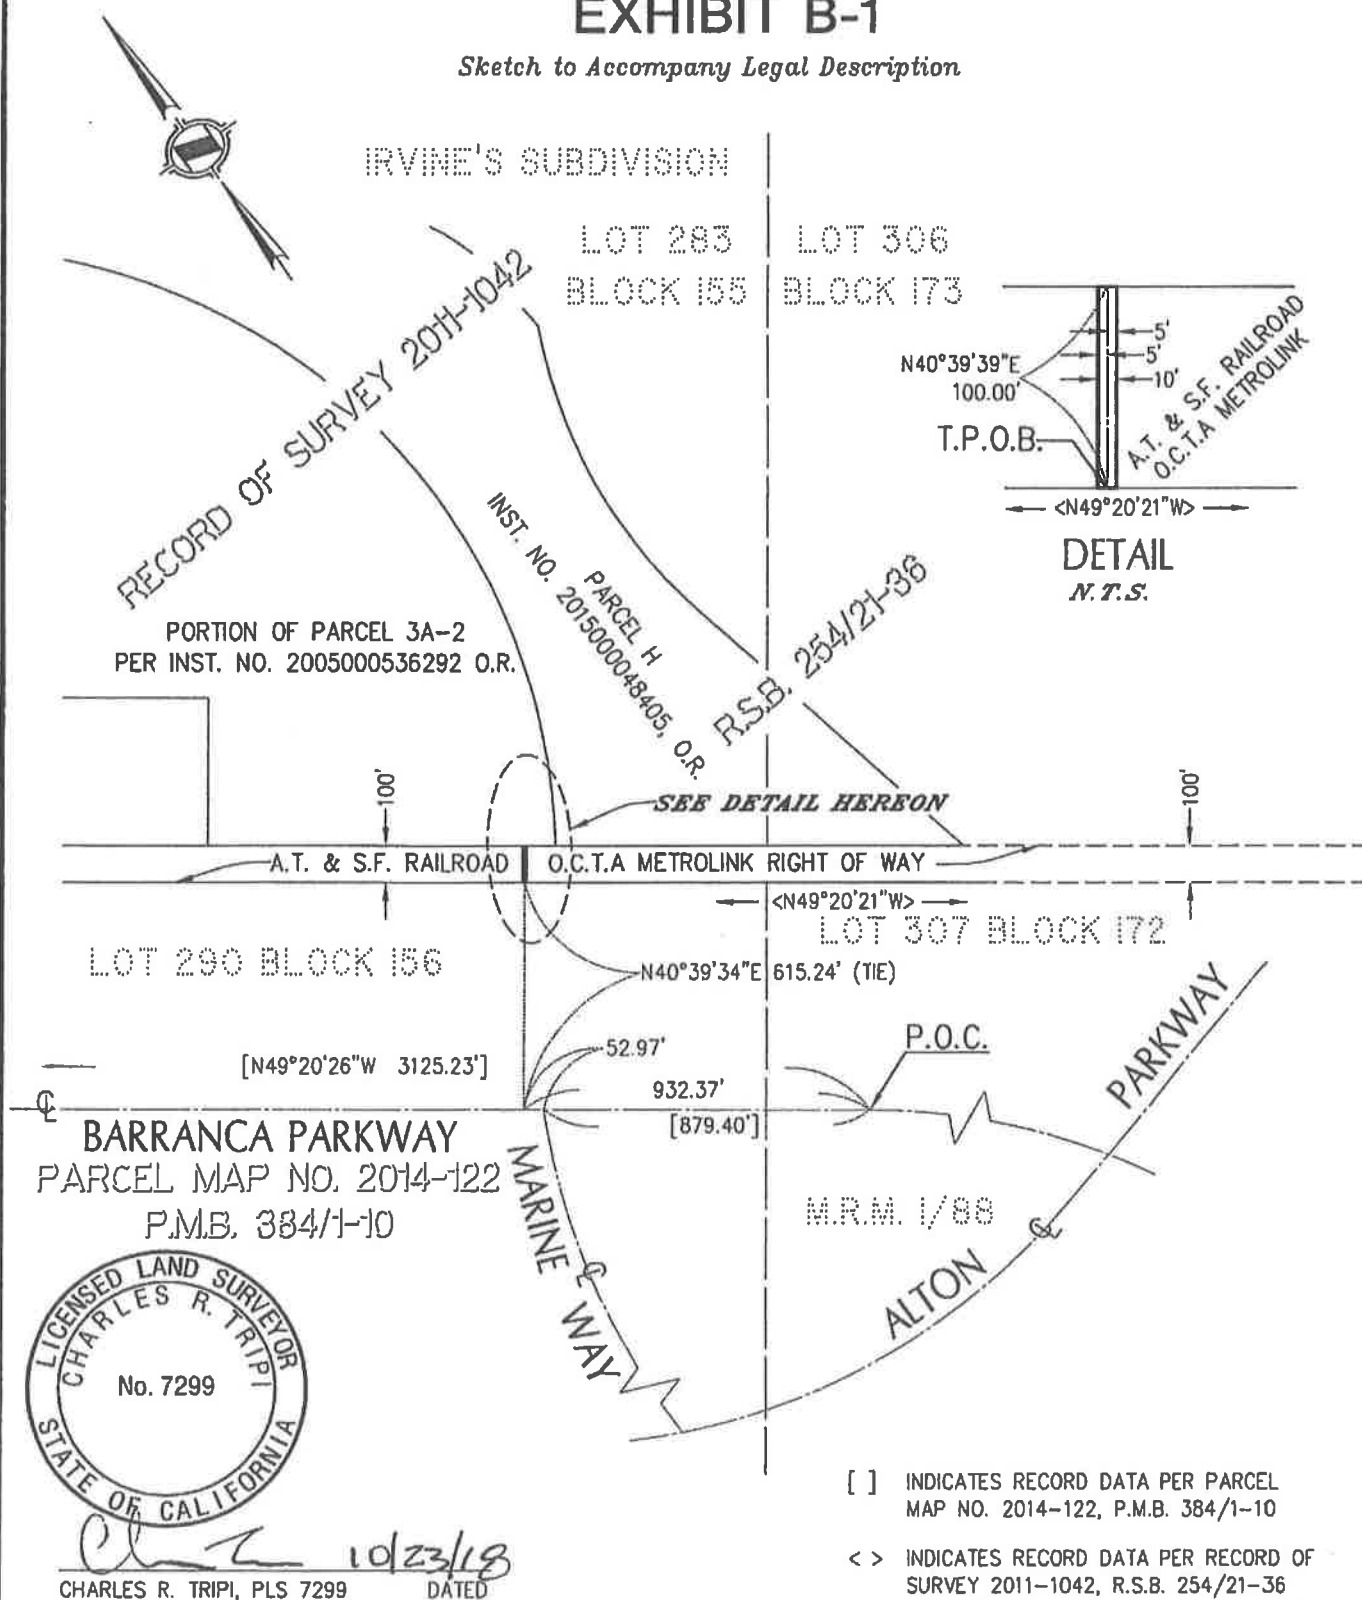 EXHIBIT B-1
Sketch to Accompany Legal Description
IRVINE'S SUBDIVISION
LOT 283
BLOCK 155
LOT 306
BLOCK 173
RECORD OF SURVEY 2011-1042
R.S.B. 254/21-36
N40°39'39"E
100.00'
T.P.O.B.
5'
5'
10'
A.T. & S.F. RAILROAD
O.C.T.A METROLINK
<N49°20'21"W>
DETAIL
N.T.S.
PARCEL H
INST. NO. 2015000048405, O.R.
PORTION OF PARCEL 3A-2
PER INST. NO. 2005000536292 O.R.
100'
SEE DETAIL HEREON
100'
A.T. & S.F. RAILROAD
O.C.T.A METROLINK RIGHT OF WAY
<N49°20'21"W>
LOT 290 BLOCK 156
LOT 307 BLOCK 172
N40°39'34"E 615.24' (TIE)
52.97'
[N49°20'26"W 3125.23']
932.37'
[879.40']
P.O.C.
BARRANCA PARKWAY
PARCEL MAP NO. 2014-122
P.M.B. 384/1-10
MARINE WAY
M.R.M. 1/88
ALTON PARKWAY
LICENSED LAND SURVEYOR
CHARLES R. TRIPI
No. 7299
STATE OF CALIFORNIA
10/23/18
CHARLES R. TRIPI, PLS 7299 DATED
[ ] INDICATES RECORD DATA PER PARCEL
MAP NO. 2014-122, P.M.B. 384/1-10
< > INDICATES RECORD DATA PER RECORD OF
SURVEY 2011-1042, R.S.B. 254/21-36